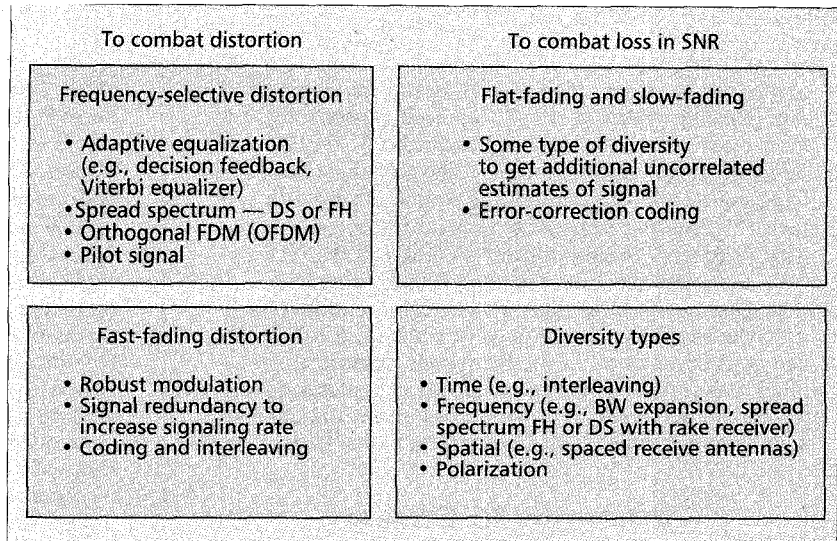 To combat distortion
Frequency-selective distortion
• Adaptive equalization
(e.g., decision feedback,
Viterbi equalizer)
•Spread spectrum — DS or FH
• Orthogonal FDM (OFDM)
• Pilot signal
Fast-fading distortion
• Robust modulation
• Signal redundancy to
increase signaling rate
• Coding and interleaving
To combat loss in SNR
Flat-fading and slow-fading
• Some type of diversity
to get additional uncorrelated
estimates of signal
• Error-correction coding
Diversity types
• Time (e.g., interleaving)
• Frequency (e.g., BW expansion, spread
spectrum FH or DS with rake receiver)
• Spatial (e.g., spaced receive antennas)
• Polarization